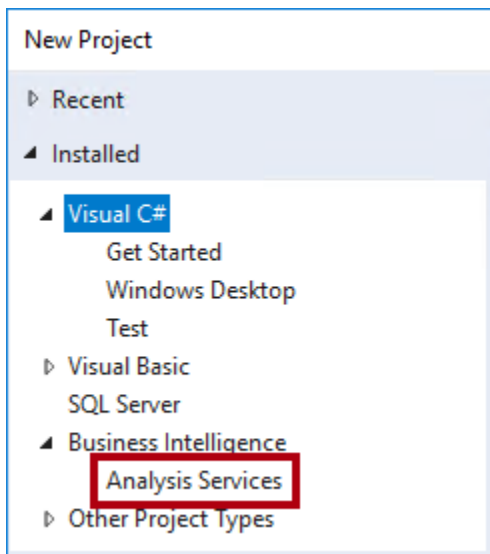 New Project
Recent
Installed
Visual C#
Get Started
Windows Desktop
Test
Visual Basic
SQL Server
Business Intelligence
Analysis Services
Other Project Types